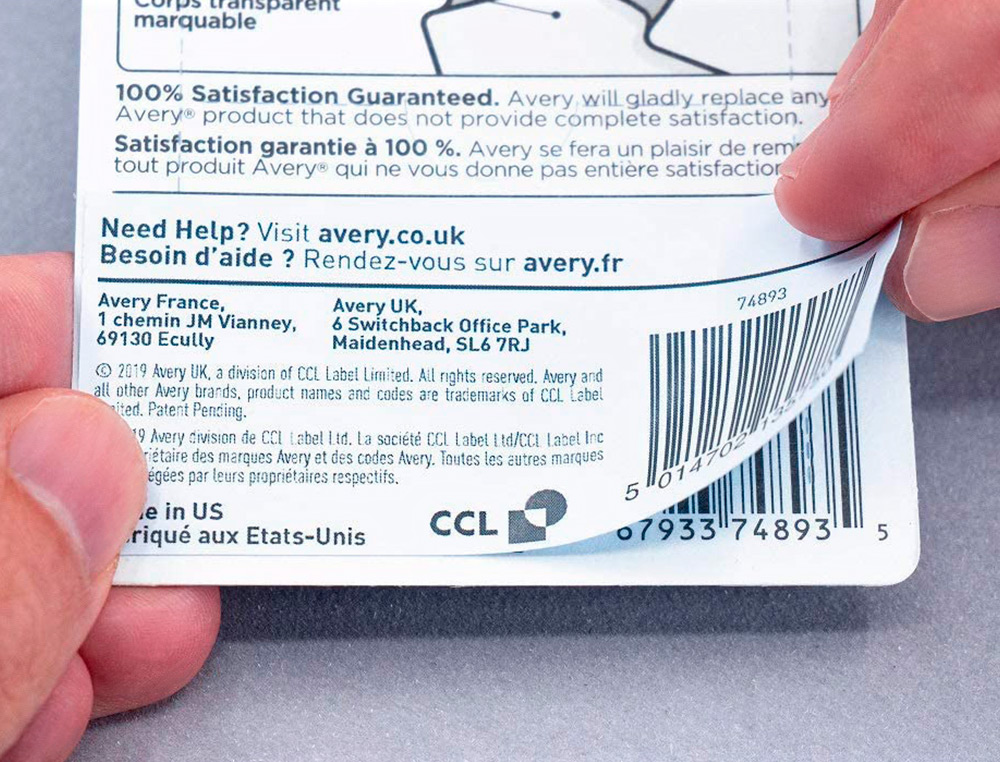 Corps transparent
marquable
100% Satisfaction Guaranteed. Avery will gladly replace any
Avery® product that does not provide complete satisfaction.
Satisfaction garantie à 100 %. Avery se fera un plaisir de
tout produit Avery® qui ne vous donne pas entière satisfaction
Need Help? Visit avery.co.uk
Besoin d'aide ? Rendez-vous sur avery.fr
Avery France,
1 chemin JM Vianney,
69130 Ecully
Avery UK,
6 Switchback Office Park,
Maidenhead, SL6 7RJ
© 2019 Avery UK, a division of CCL Label Limited. All rights reserved. Avery and
all other Avery brands, product names and codes are trademarks of CCL Label
Patent Pending.
Avery division de CCL Label Ltd. La société CCL Label Ltd/CCL Label Inc
des marques Avery et des codes Avery. Toutes les autres marques
par leurs propriétaires respectifs.
in US
aux Etats-Unis
CCL
74893
5 014702
67933 74893 5